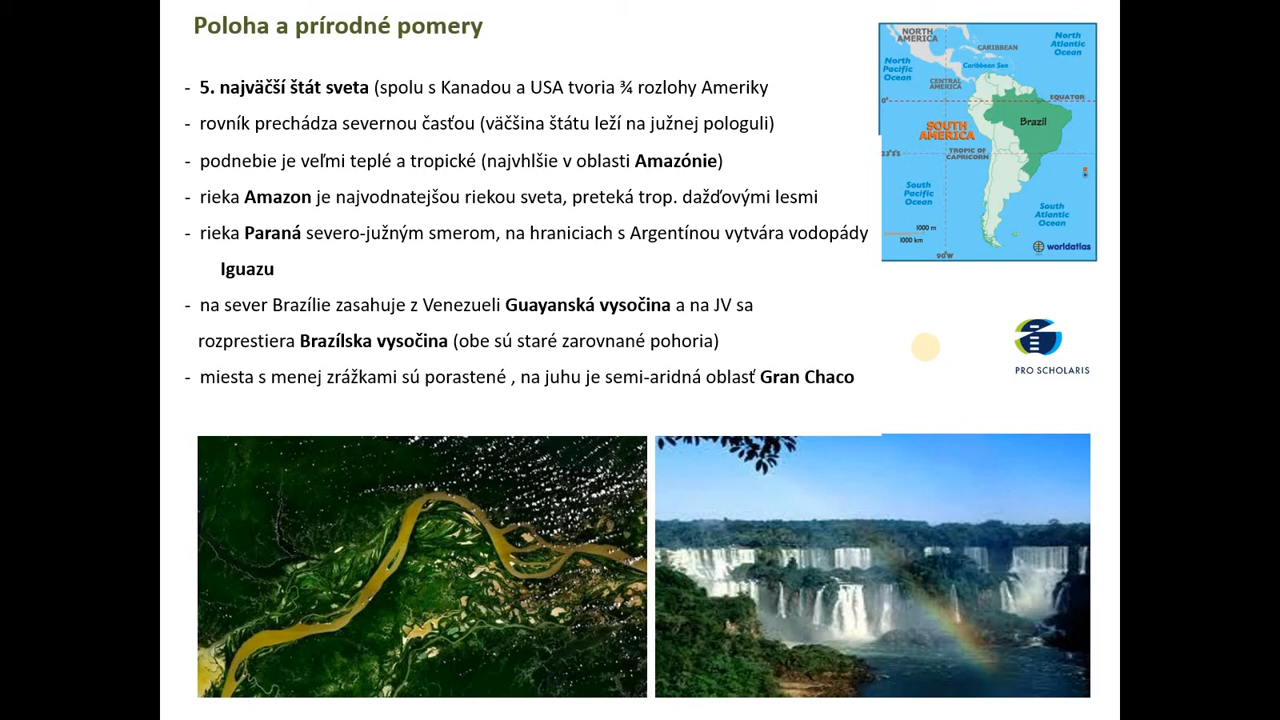 Poloha a prírodné pomery
- 5. najväčší štát sveta (spolu s Kanadou a USA tvoria ¾ rozlohy Ameriky
- rovník prechádza severnou časťou (väčšina štátu leží na južnej pologuli)
- podnebie je veľmi teplé a tropické (najvhlšie v oblasti Amazónie)
- rieka Amazon je najvodnatejšou riekou sveta, preteká trop. dažďovými lesmi
- rieka Paraná severo-južným smerom, na hraniciach s Argentínou vytvára vodopády
Iguazu
- na sever Brazílie zasahuje z Venezueli Guayanská vysočina a na JV sa
rozprestiera Brazílska vysočina (obe sú staré zarovnané pohoria)
- miesta s menej zrážkami sú porastené , na juhu je semi-aridná oblasť Gran Chaco
NORTH
AMERICA
North
Atlantic
Ocean
CARIBBEAN
Caribbean Sea
North
Pacific
Ocean
CENTRAL
AMERICA
EQUATOR
0°
Brazil
SOUTH
AMERICA
TROPIC OF
CAPRICORN
South
Pacific
Ocean
South
Atlantic
Ocean
1000 m
1000 km
90°W
worldatlas
PRO SCHOLARIS